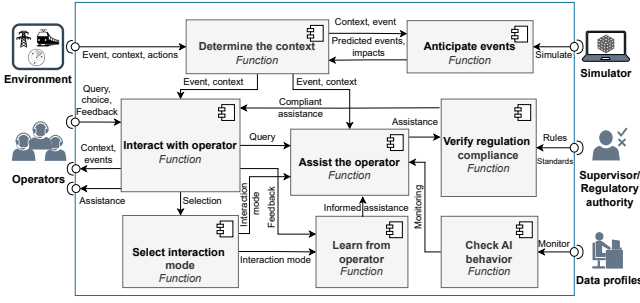 Context, event
Determine the context
Function
Predicted events,
impacts
Anticipate events
Function
Event, context, actions
Environment
Simulate
Simulator
Event, context
Event, context
Query,
choice,
Feedback
Compliant
assistance
Interact with operator
Function
Query
Assist the operator
Function
Assistance
Verify regulation
compliance
Function
Rules
Standards
Supervisor/
Regulatory
authority
Context,
events
Operators
Assistance
Selection
Interaction
mode
Feedback
Informed assistance
Monitoring
Select interaction
mode
Function
Interaction mode
Learn from
operator
Function
Check AI
behavior
Function
Monitor
Data profiles